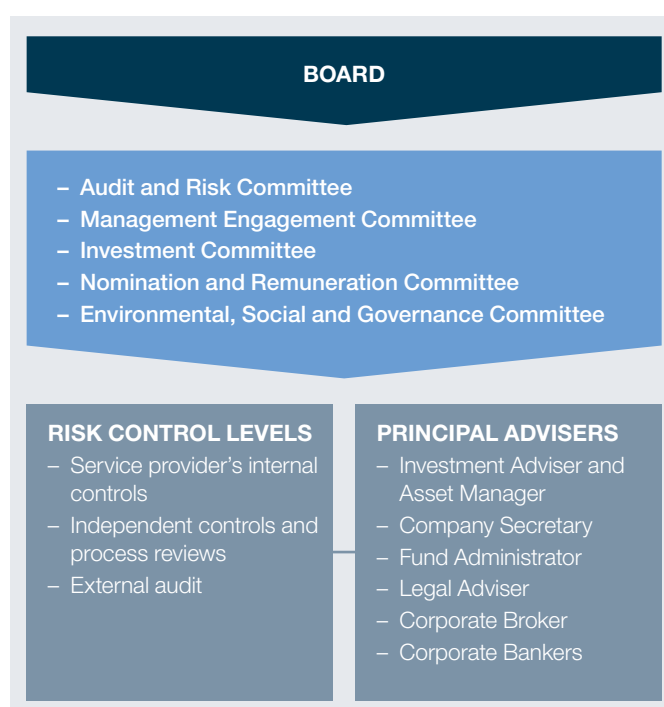 BOARD
– Audit and Risk Committee
– Management Engagement Committee
– Investment Committee
– Nomination and Remuneration Committee
– Environmental, Social and Governance Committee
RISK CONTROL LEVELS
– Service provider’s internal
controls
– Independent controls and
process reviews
– External audit
PRINCIPAL ADVISERS
– Investment Adviser and
Asset Manager
– Company Secretary
– Fund Administrator
– Legal Adviser
– Corporate Broker
– Corporate Bankers